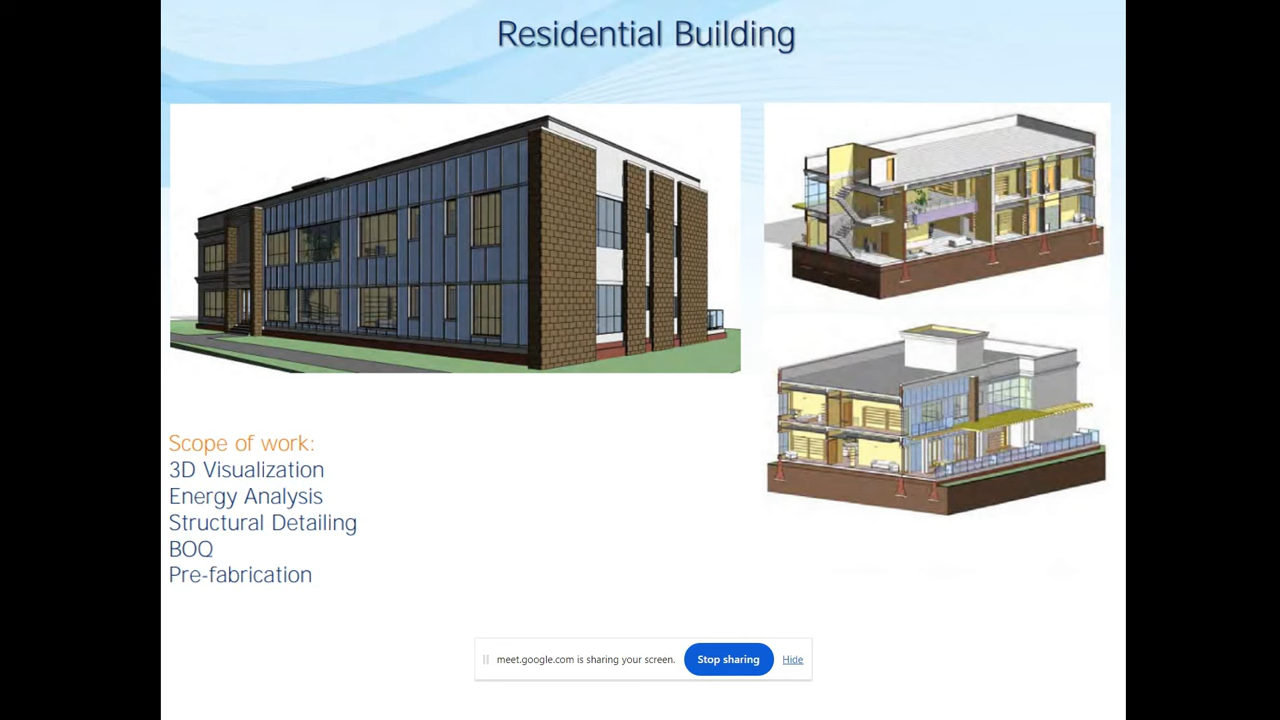 Residential Building
Scope of work:
3D Visualization
Energy Analysis
Structural Detailing
BOQ
Pre-fabrication
meet.google.com is sharing your screen. Stop sharing Hide